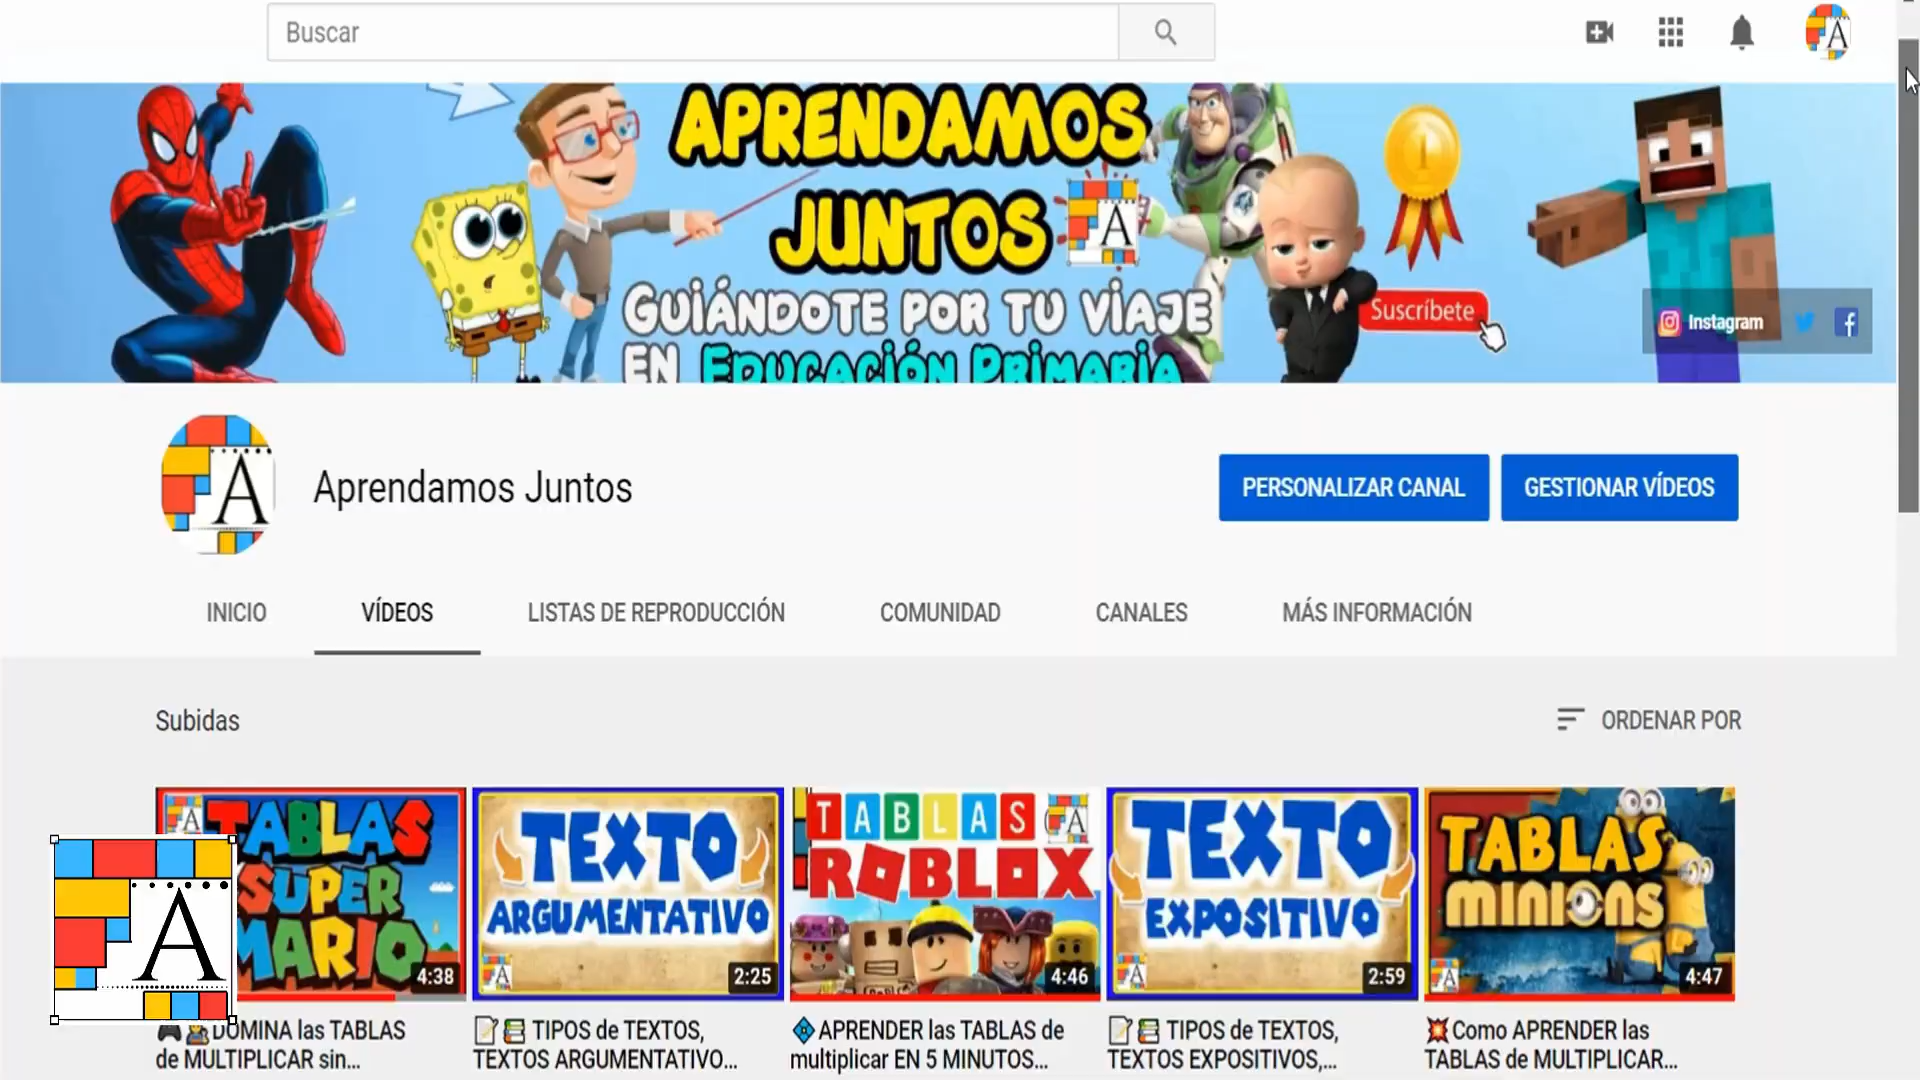 Buscar
APRENDAMOS
JUNTOS
A
GUIÁNDOTE POR TU VIAJE
EN EDUCACIÓN PRIMARIA
1
Suscríbete
Instagram
A
Aprendamos Juntos
PERSONALIZAR CANAL
GESTIONAR VÍDEOS
INICIO
VÍDEOS
LISTAS DE REPRODUCCIÓN
COMUNIDAD
CANALES
MÁS INFORMACIÓN
Subidas
ORDENAR POR
TABLAS
SUPER
MARIO
4:38
TEXTO
ARGUMENTATIVO
2:25
TABLAS
ROBLOX
4:46
TEXTO
EXPOSITIVO
2:59
TABLAS
MINIONS
4:47
A
DOMINA las TABLAS
de MULTIPLICAR sin...
TIPOS de TEXTOS,
TEXTOS ARGUMENTATIVO...
APRENDER las TABLAS de
multiplicar EN 5 MINUTOS...
TIPOS de TEXTOS,
TEXTOS EXPOSITIVOS,...
Como APRENDER las
TABLAS de MULTIPLICAR...